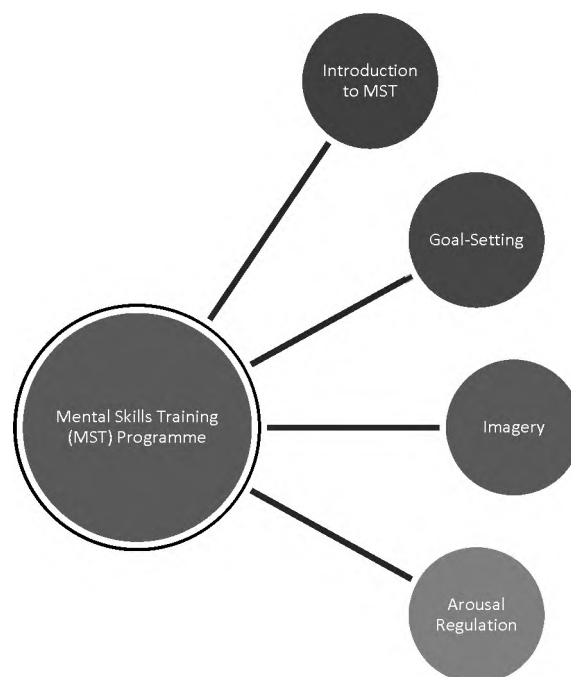 Introduction
to MST
Goal-Setting
Mental Skills Training
(MST) Programme
Imagery
Arousal
Regulation